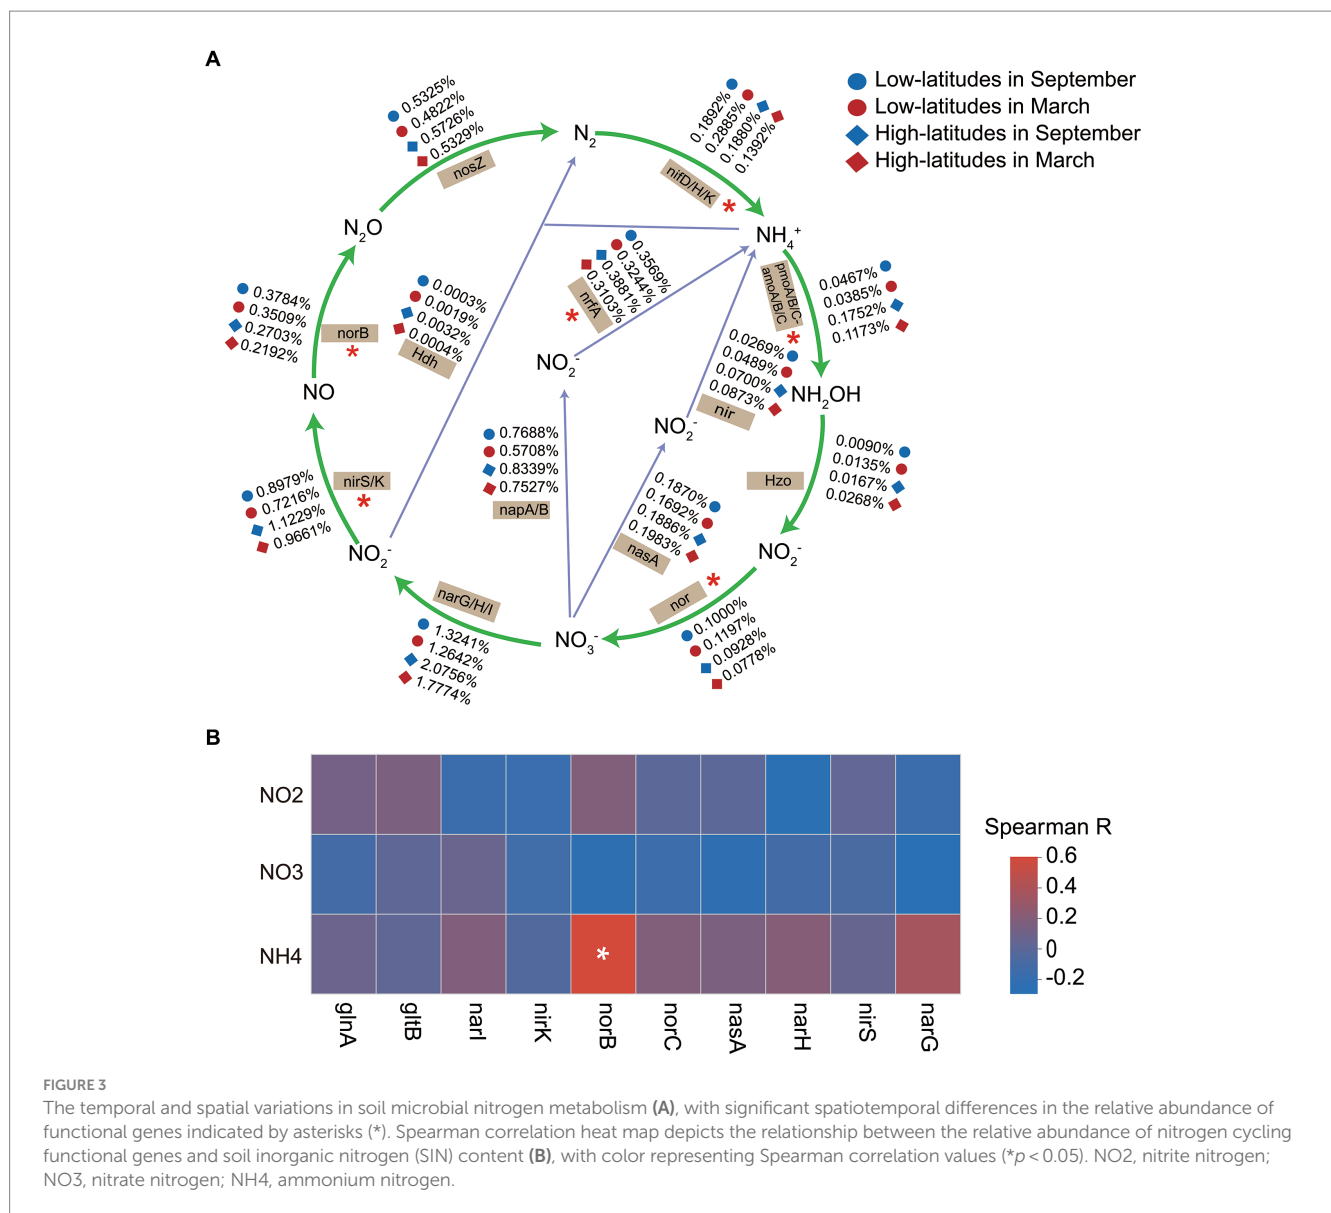 A
Low-latitudes in September
Low-latitudes in March
High-latitudes in September
High-latitudes in March
0.5325%
0.4822%
0.5726%
0.5329%
nosZ
N2
0.1892%
0.2885%
0.1880%
0.1392%
nifD/H/K
*
N2O
NH4+
0.3569%
0.3244%
0.3881%
0.3103%
nrfA
*
pmoA/B/C-
amoA/B/C
*
0.0467%
0.0385%
0.1752%
0.1173%
0.3784%
0.3509%
0.2703%
0.2192%
norB
*
0.0003%
0.0019%
0.0032%
0.0004%
Hdh
NO2-
0.0269%
0.0489%
0.0700%
0.0873%
nir
NO
NH2OH
NO2-
0.7688%
0.5708%
0.8339%
0.7527%
napA/B
0.0090%
0.0135%
0.0167%
0.0268%
Hzo
0.8979%
0.7216%
1.1229%
0.9661%
nirS/K
*
0.1870%
0.1692%
0.1886%
0.1983%
nasA
NO2-
NO2-
narG/H/I
nor
*
1.3241%
1.2642%
2.0756%
1.7774%
NO3-
0.1000%
0.1197%
0.0928%
0.0778%
B
NO2
NO3
NH4
*
glnA
gltB
narI
nirK
norB
norC
nasA
narH
nirS
narG
Spearman R
0.6
0.4
0.2
0
-0.2
FIGURE 3
The temporal and spatial variations in soil microbial nitrogen metabolism (A), with significant spatiotemporal differences in the relative abundance of
functional genes indicated by asterisks (*). Spearman correlation heat map depicts the relationship between the relative abundance of nitrogen cycling
functional genes and soil inorganic nitrogen (SIN) content (B), with color representing Spearman correlation values (*p < 0.05). NO2, nitrite nitrogen;
NO3, nitrate nitrogen; NH4, ammonium nitrogen.